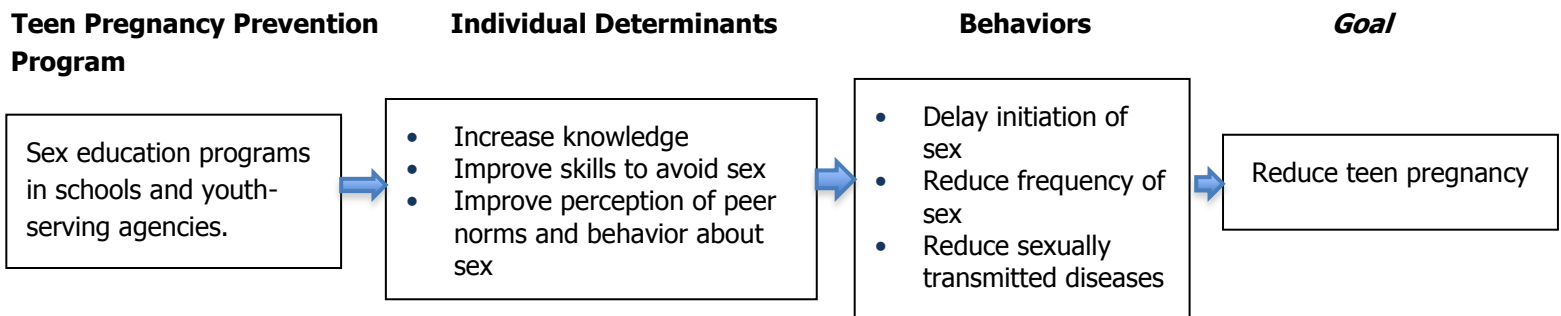 Teen Pregnancy Prevention
Program
Individual Determinants
Behaviors
Goal
Sex education programs
in schools and youth-
serving agencies.
• Increase knowledge
• Improve skills to avoid sex
• Improve perception of peer
norms and behavior about
sex
• Delay initiation of
sex
• Reduce frequency of
sex
• Reduce sexually
transmitted diseases
Reduce teen pregnancy